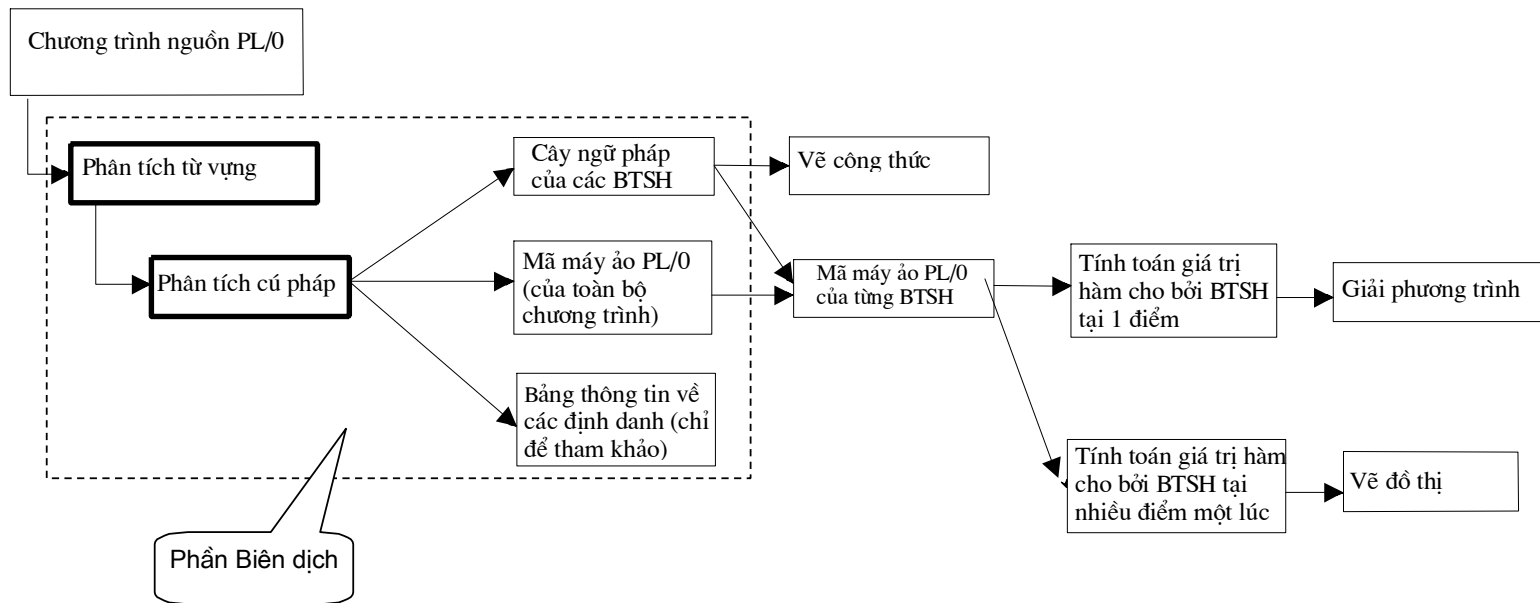 Chương trình nguồn PL/0
Phân tích từ vựng
Cây ngữ pháp
của các BTSH
Vẽ công thức
Phân tích cú pháp
Mã máy ảo PL/0
(của toàn bộ
chương trình)
Mã máy ảo PL/0
của từng BTSH
Tính toán giá trị
hàm cho bởi BTSH
tại 1 điểm
Giải phương trình
Bảng thông tin về
các định danh (chỉ
để tham khảo)
Tính toán giá trị hàm
cho bởi BTSH tại
nhiều điểm một lúc
Vẽ đồ thị
Phần Biên dịch